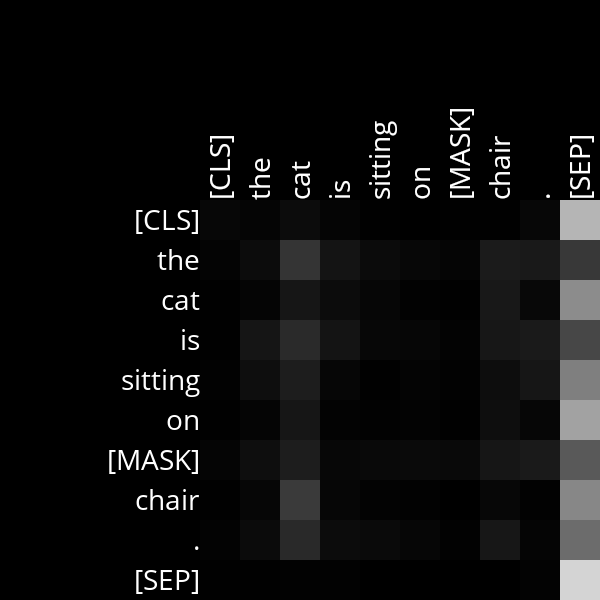 [CLS]
the
cat
is
sitting
on
[MASK]
chair
.
[SEP]
[CLS]
the
cat
is
sitting
on
[MASK]
chair
.
[SEP]